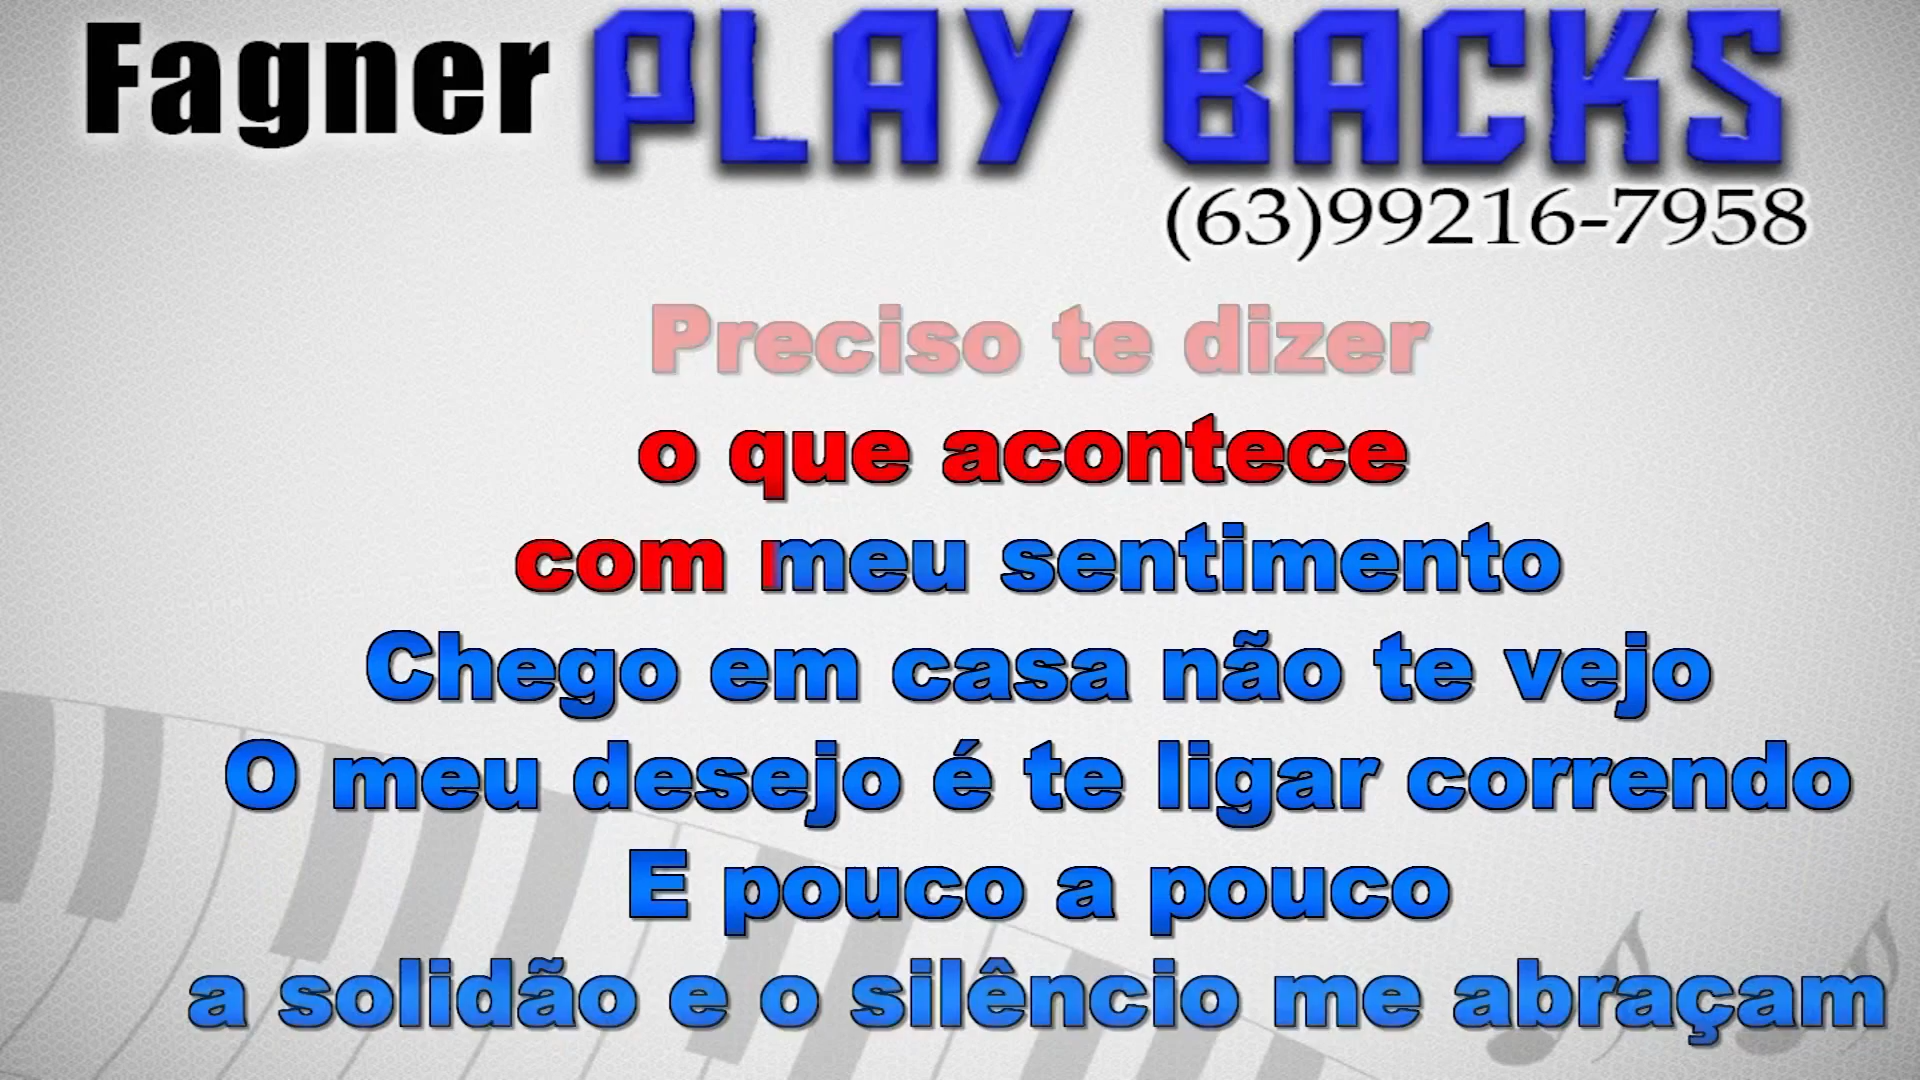 Fagner PLAY BACKS
(63)99216-7958
Preciso te dizer
o que acontece
com meu sentimento
Chego em casa não te vejo
O meu desejo é te ligar correndo
E pouco a pouco
a solidão e o silêncio me abraçam